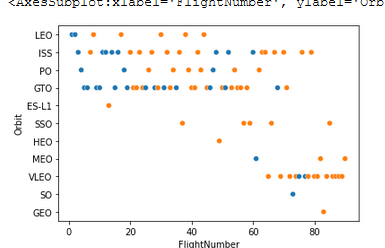 <AxesSubplot:xlabel='FlightNumber', ylabel='Orb
LEO
ISS
PO
GTO
ES-L1
SSO
HEO
MEO
VLEO
SO
GEO
Orbit
0 20 40 60 80
FlightNumber